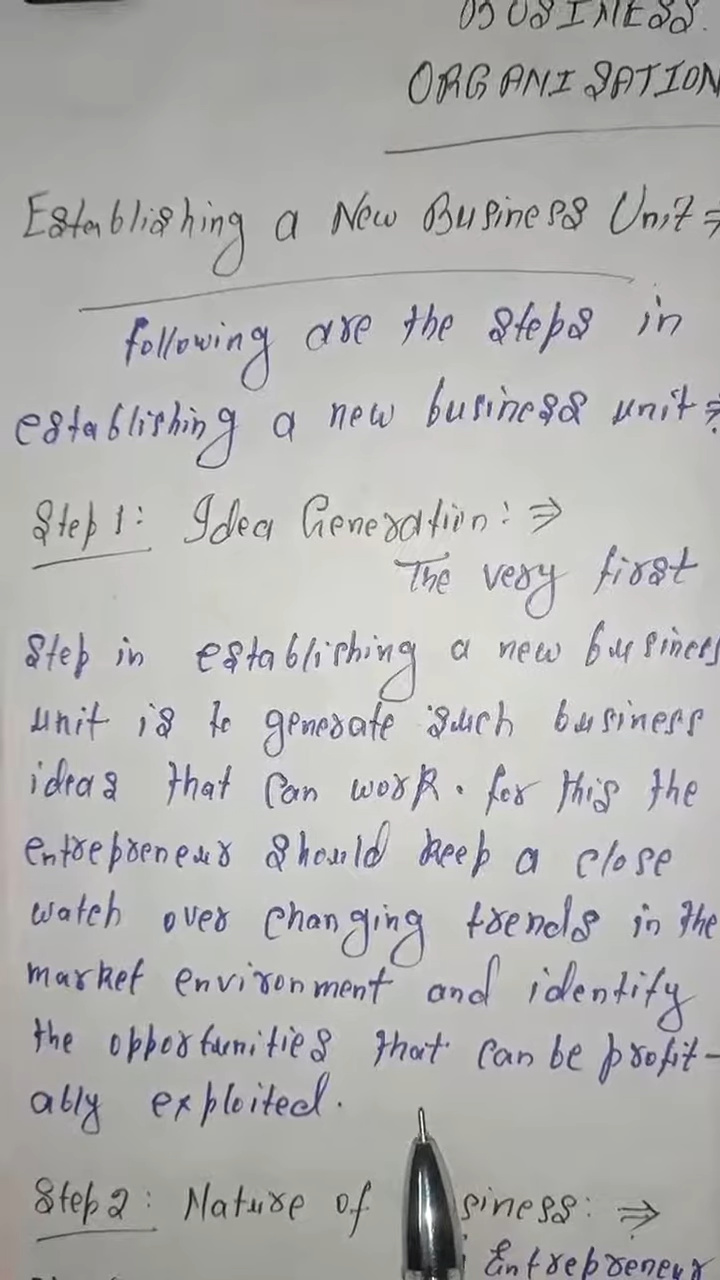 BUSINESS.
ORGANISATION
Establishing a New Business Unit ⇒
following are the steps in
establishing a new business unit ⇒
Step 1: Idea Generation: ⇒
The very first
Step in establishing a new business
unit is to generate such business
ideas that can work. for this the
entrepreneur should keep a close
watch over changing trends in the
market environment and identify
the opportunities that can be profit-
ably exploited.
Step 2: Nature of siness: ⇒
Entrepreneur